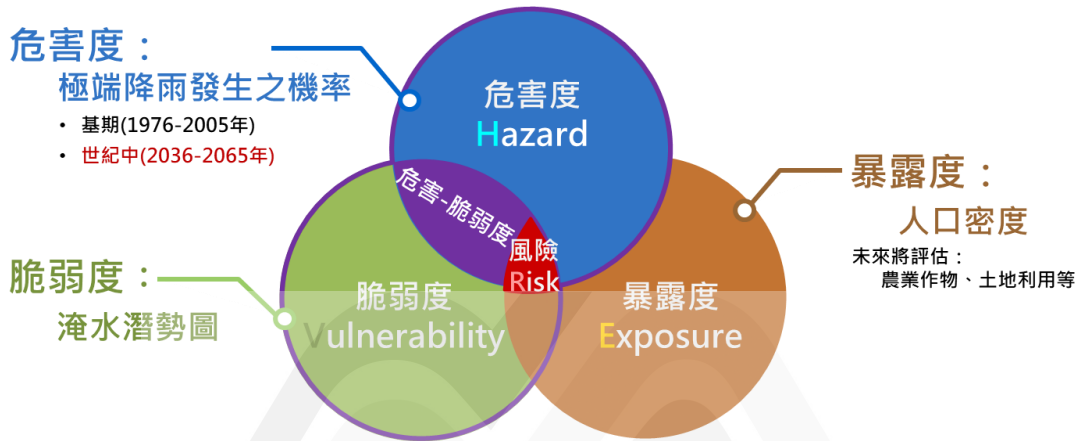 危害度：
極端降雨發生之機率
• 基期(1976-2005年)
• 世紀中(2036-2065年)
危害度
Hazard
危害-脆弱度
風險
Risk
脆弱度：
淹水潛勢圖
脆弱度
Vulnerability
暴露度
Exposure
暴露度：
人口密度
未來將評估：
農業作物、土地利用等